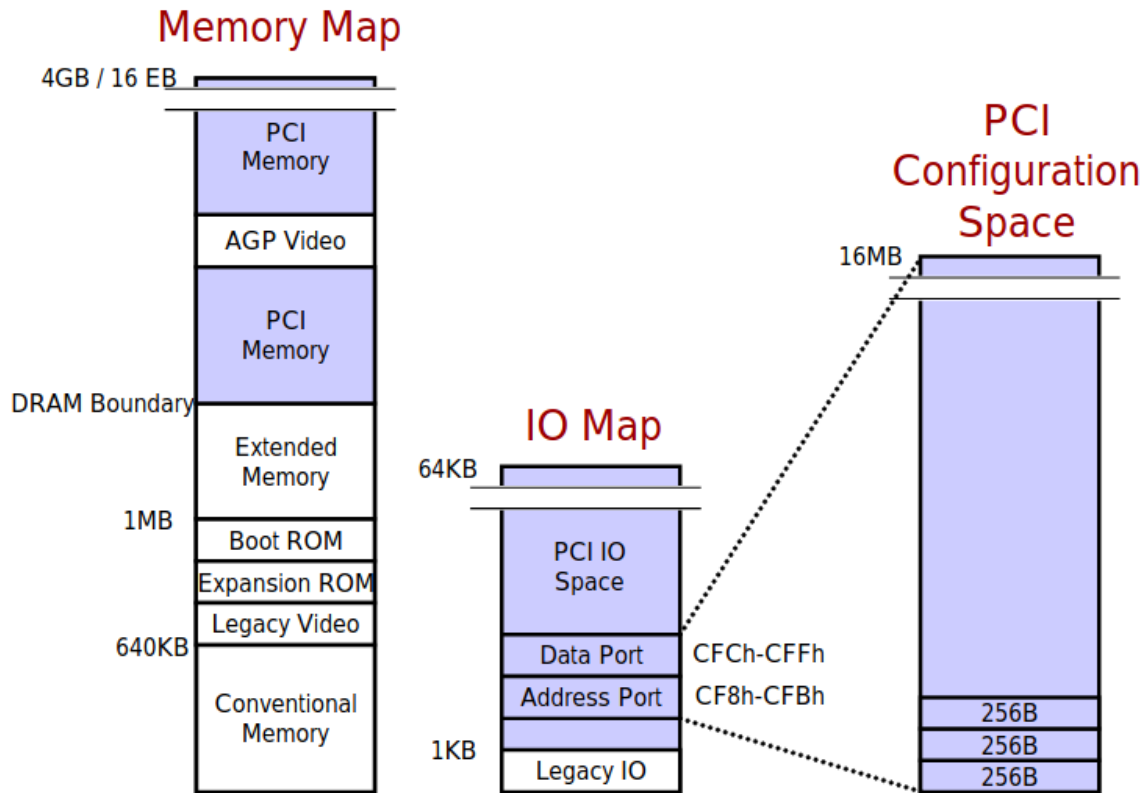 Memory Map
4GB / 16 EB
PCI
Memory
AGP Video
PCI
Memory
DRAM Boundary
Extended
Memory
1MB
Boot ROM
Expansion ROM
Legacy Video
640KB
Conventional
Memory
IO Map
64KB
PCI IO
Space
Data Port
CFCh-CFFh
Address Port
CF8h-CFBh
1KB
Legacy IO
PCI
Configuration
Space
16MB
256B
256B
256B